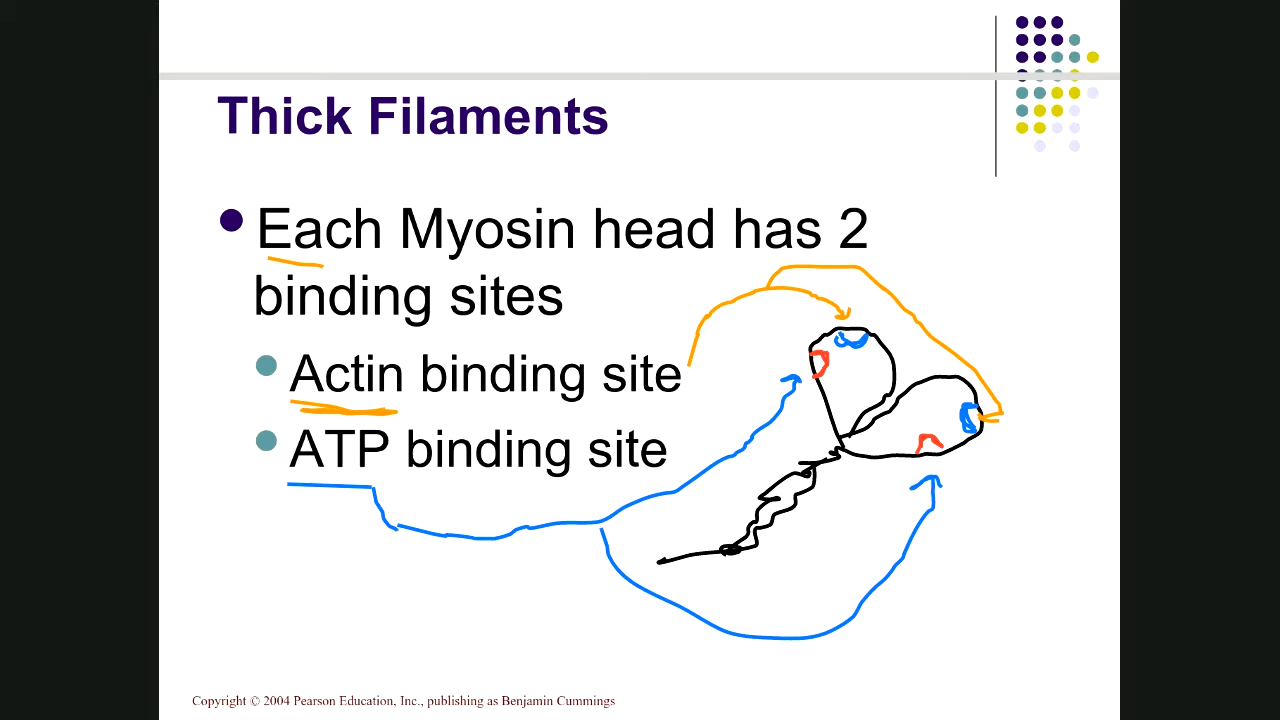 Thick Filaments
Each Myosin head has 2
binding sites
Actin binding site
ATP binding site
Copyright © 2004 Pearson Education, Inc., publishing as Benjamin Cummings